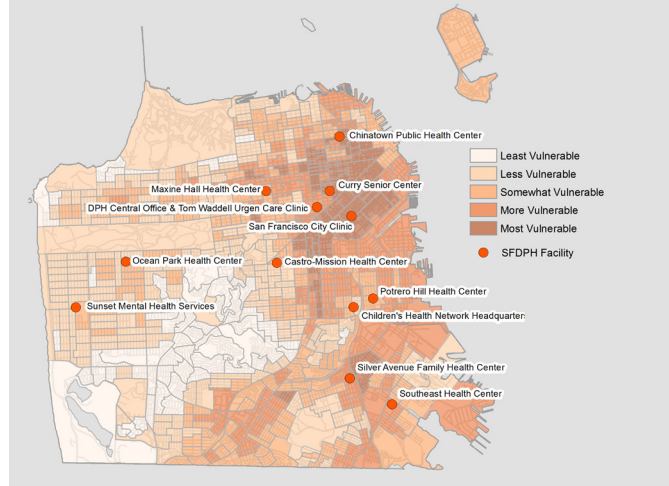 Chinatown Public Health Center
Least Vulnerable
Less Vulnerable
Somewhat Vulnerable
More Vulnerable
Most Vulnerable
SFDPH Facility
Maxine Hall Health Center
Curry Senior Center
DPH Central Office & Tom Waddell Urgen Care Clinic
San Francisco City Clinic
Ocean Park Health Center
Castro-Mission Health Center
Potrero Hill Health Center
Sunset Mental Health Services
Children's Health Network Headquarters
Silver Avenue Family Health Center
Southeast Health Center